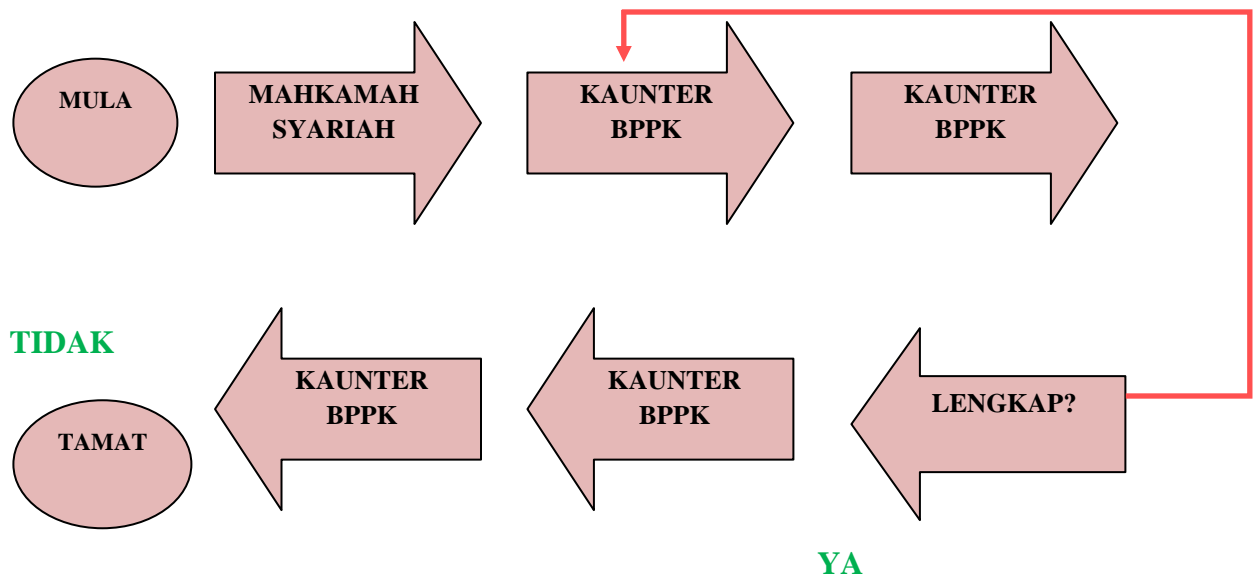 MULA
MAHKAMAH
SYARIAH
KAUNTER
BPPK
KAUNTER
BPPK
TIDAK
TAMAT
KAUNTER
BPPK
KAUNTER
BPPK
LENGKAP?
YA